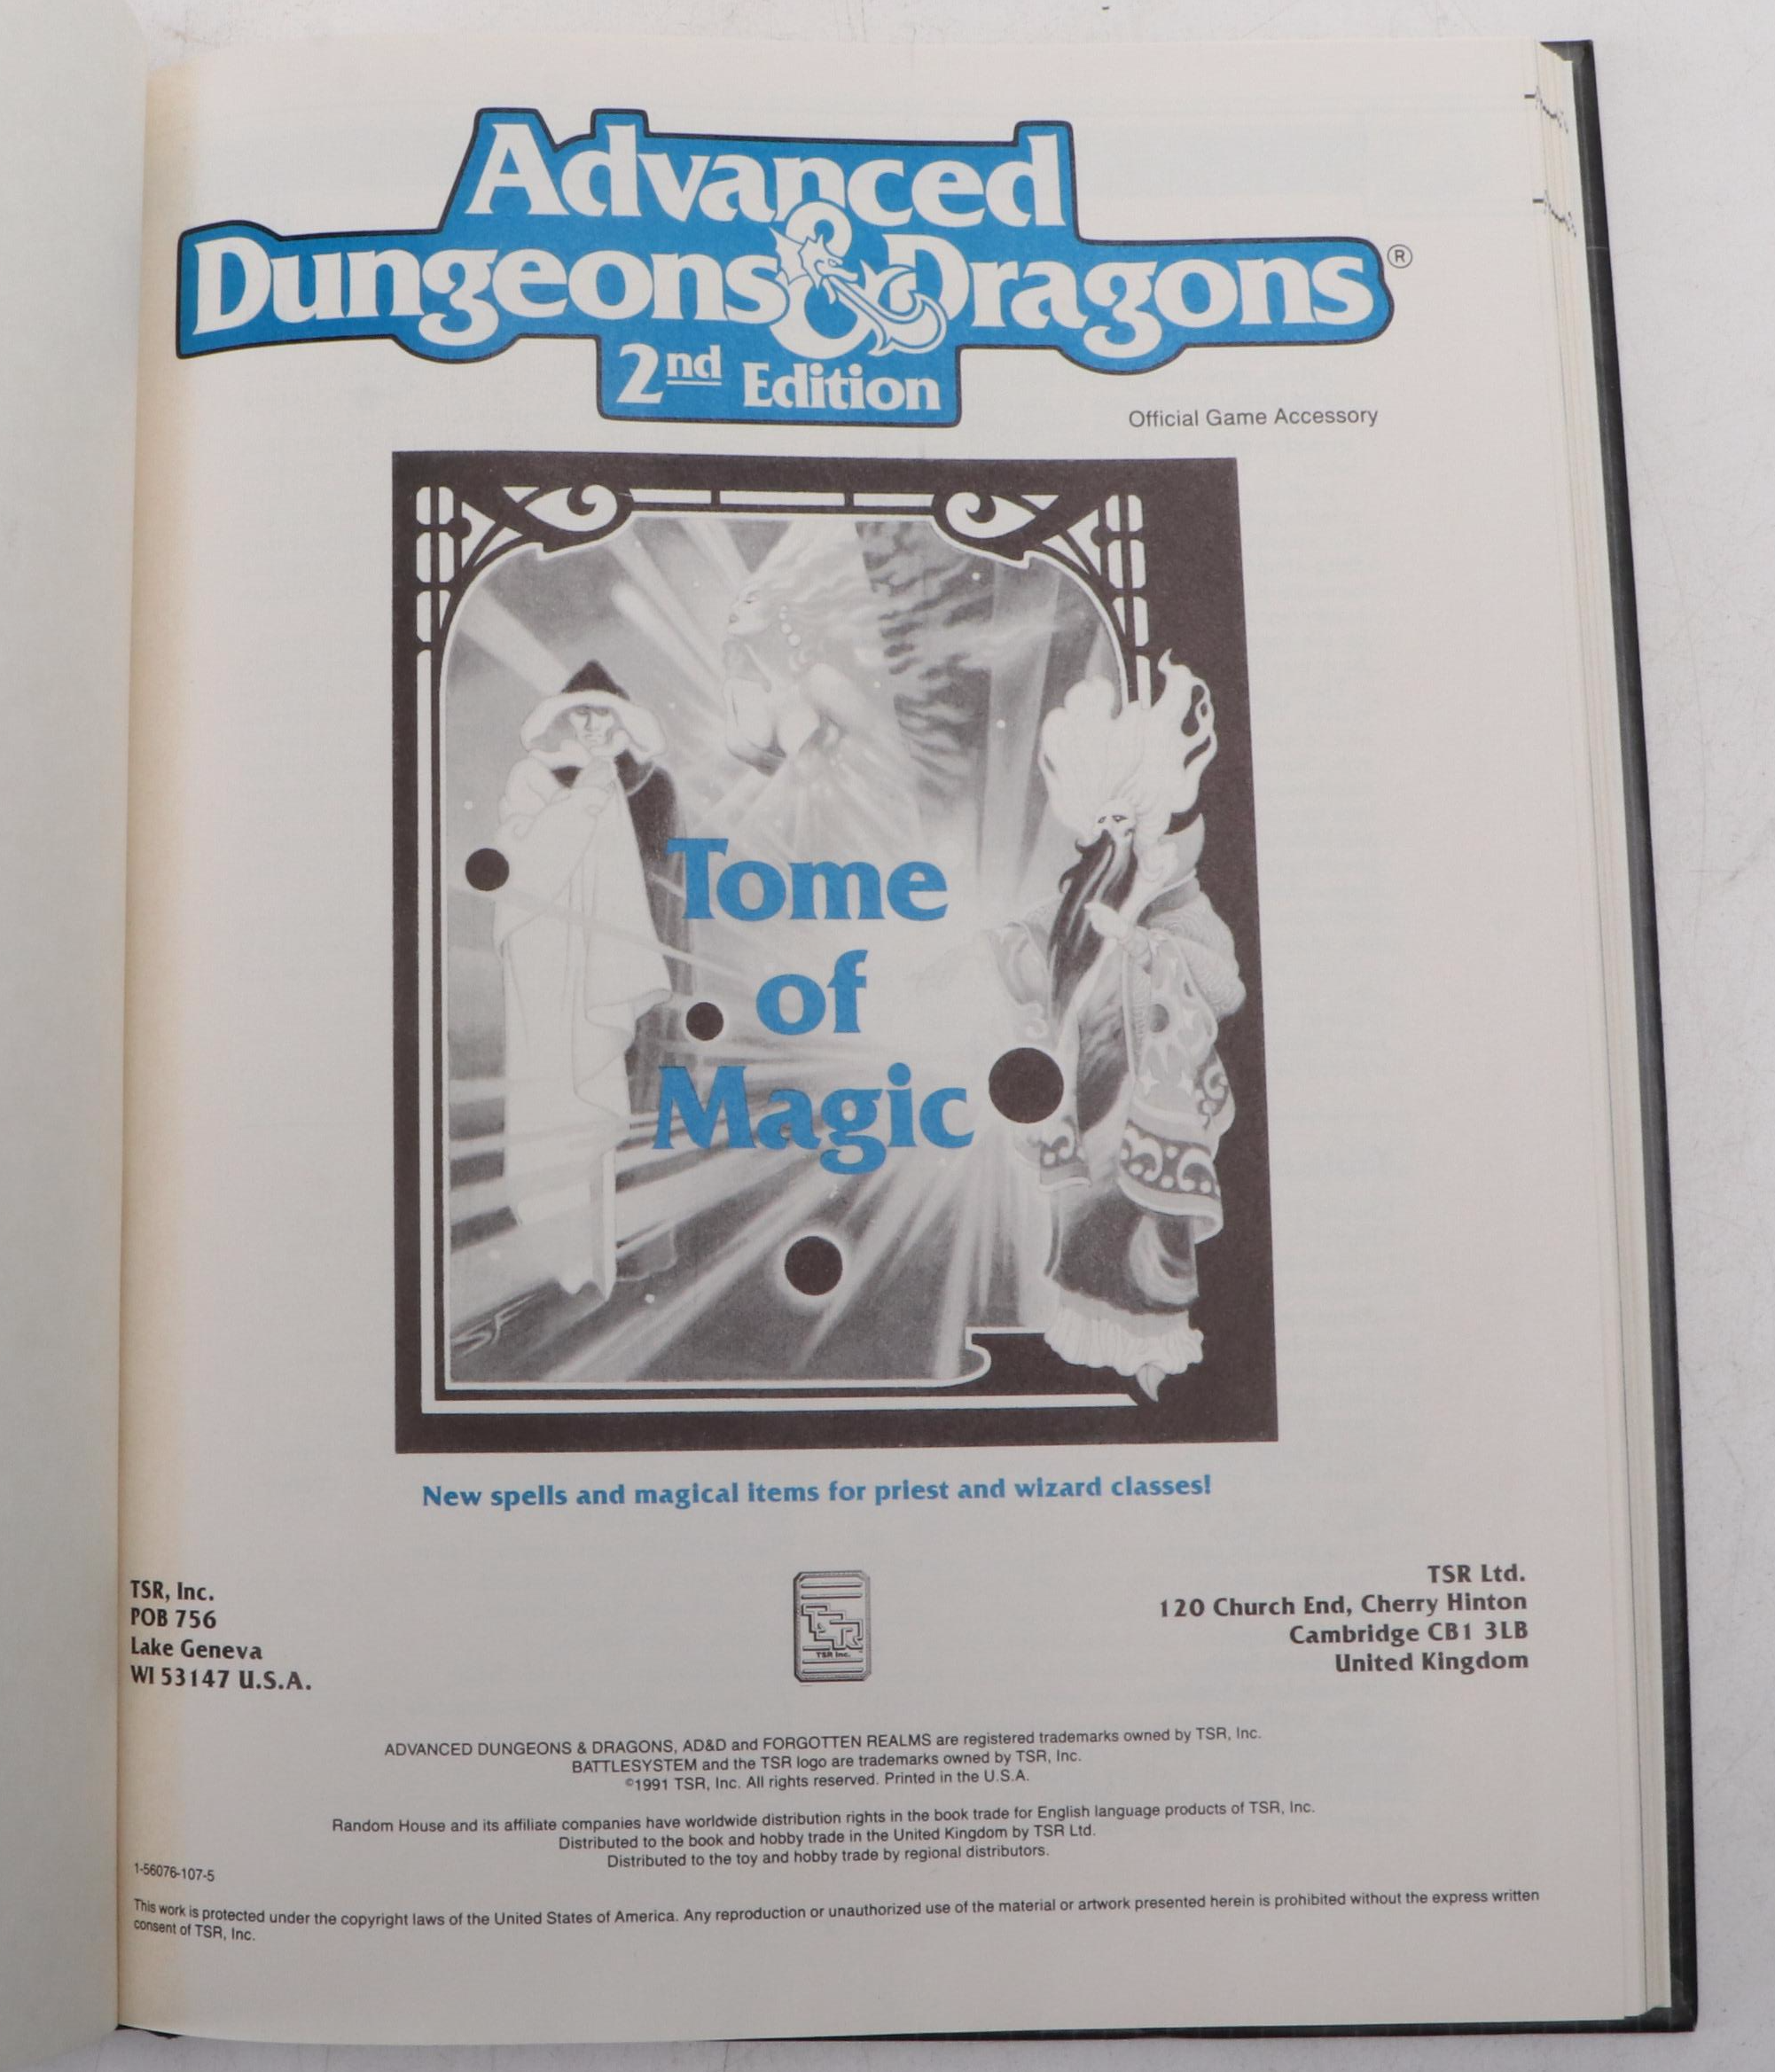 Advanced
Dungeons & Dragons®
2nd Edition
Official Game Accessory
Tome
of
Magic
New spells and magical items for priest and wizard classes!
TSR, Inc.
POB 756
Lake Geneva
WI 53147 U.S.A.
TSR
TSR Inc.
TSR Ltd.
120 Church End, Cherry Hinton
Cambridge CB1 3LB
United Kingdom
ADVANCED DUNGEONS & DRAGONS, AD&D and FORGOTTEN REALMS are registered trademarks owned by TSR, Inc.
BATTLESYSTEM and the TSR logo are trademarks owned by TSR, Inc.
©1991 TSR, Inc. All rights reserved. Printed in the U.S.A.
Random House and its affiliate companies have worldwide distribution rights in the book trade for English language products of TSR, Inc.
Distributed to the book and hobby trade in the United Kingdom by TSR Ltd.
Distributed to the toy and hobby trade by regional distributors.
1-56076-107-5
This work is protected under the copyright laws of the United States of America. Any reproduction or unauthorized use of the material or artwork presented herein is prohibited without the express written
consent of TSR, Inc.